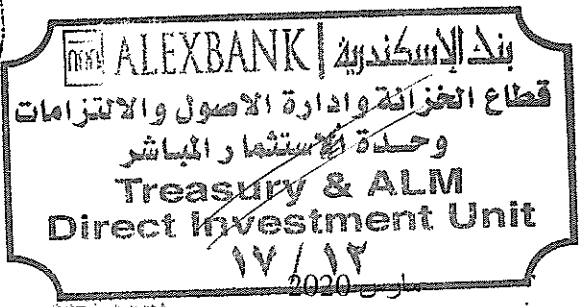 ALEXBANK | بنك الإسكندرية
قطاع الخزانة وادارة الاصول والالتزامات
وحدة الاستثمار المباشر
Treasury & ALM
Direct Investment Unit
١٧ / ١٢
مارس 2020